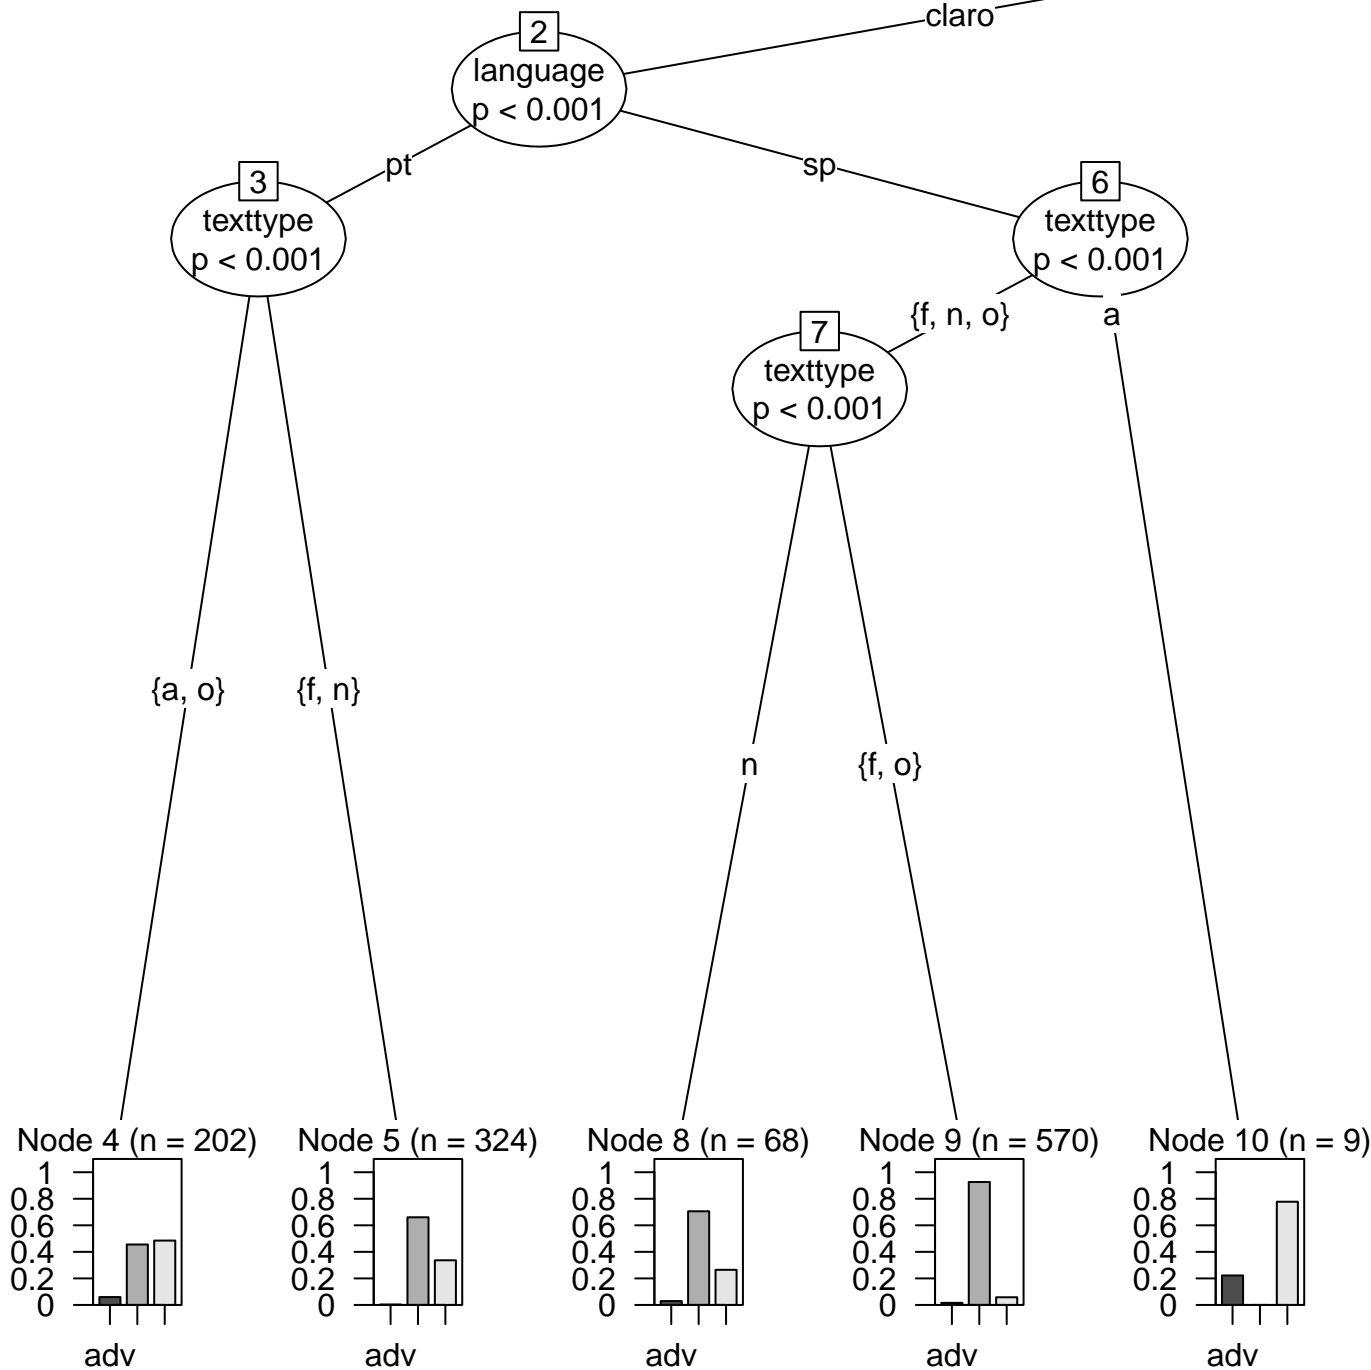 claro
2
language
p < 0.001
pt
sp
3
texttype
p < 0.001
6
texttype
p < 0.001
{f, n, o}
a
7
texttype
p < 0.001
{a, o}
{f, n}
n
{f, o}
Node 4 (n = 202)
1
0.8
0.6
0.4
0.2
0
adv
Node 5 (n = 324)
1
0.8
0.6
0.4
0.2
0
adv
Node 8 (n = 68)
1
0.8
0.6
0.4
0.2
0
adv
Node 9 (n = 570)
1
0.8
0.6
0.4
0.2
0
adv
Node 10 (n = 9)
1
0.8
0.6
0.4
0.2
0
adv